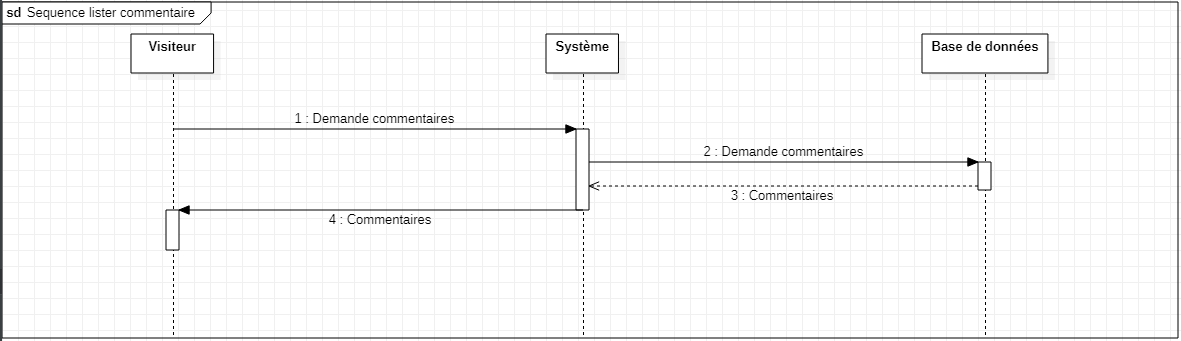 sd Sequence lister commentaire
Visiteur
Système
Base de données
1 : Demande commentaires
2 : Demande commentaires
3 : Commentaires
4 : Commentaires